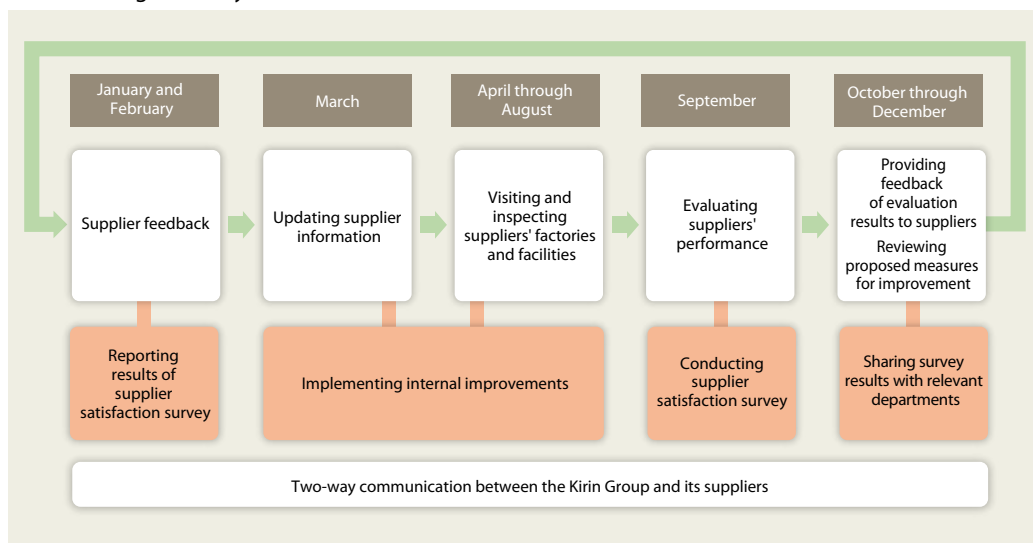 January and
February
March
April through
August
September
October through
December
Supplier feedback
Updating supplier
information
Visiting and
inspecting
suppliers' factories
and facilities
Evaluating
suppliers'
performance
Providing
feedback
of evaluation
results to suppliers
Reviewing
proposed measures
for improvement
Reporting
results of
supplier
satisfaction survey
Implementing internal improvements
Conducting
supplier
satisfaction survey
Sharing survey
results with relevant
departments
Two-way communication between the Kirin Group and its suppliers